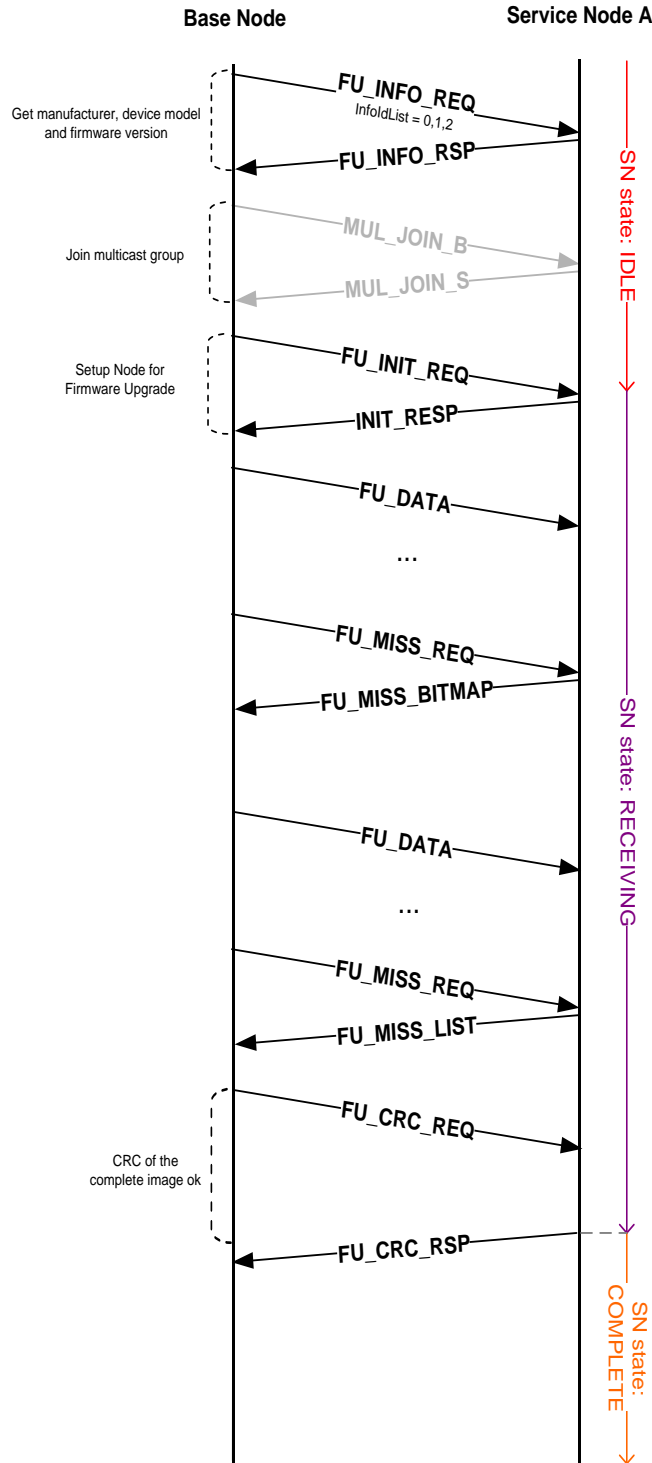 Base Node
Service Node A
FU_INFO_REQ
InfoIdList = 0,1,2
Get manufacturer, device model
and firmware version
FU_INFO_RSP
SN state: IDLE
MUL_JOIN_B
Join multicast group
MUL_JOIN_S
FU_INIT_REQ
Setup Node for
Firmware Upgrade
INIT_RESP
FU_DATA
...
FU_MISS_REQ
FU_MISS_BITMAP
SN state: RECEIVING
FU_DATA
...
FU_MISS_REQ
FU_MISS_LIST
FU_CRC_REQ
CRC of the
complete image ok
FU_CRC_RSP
SN state:
COMPLETE